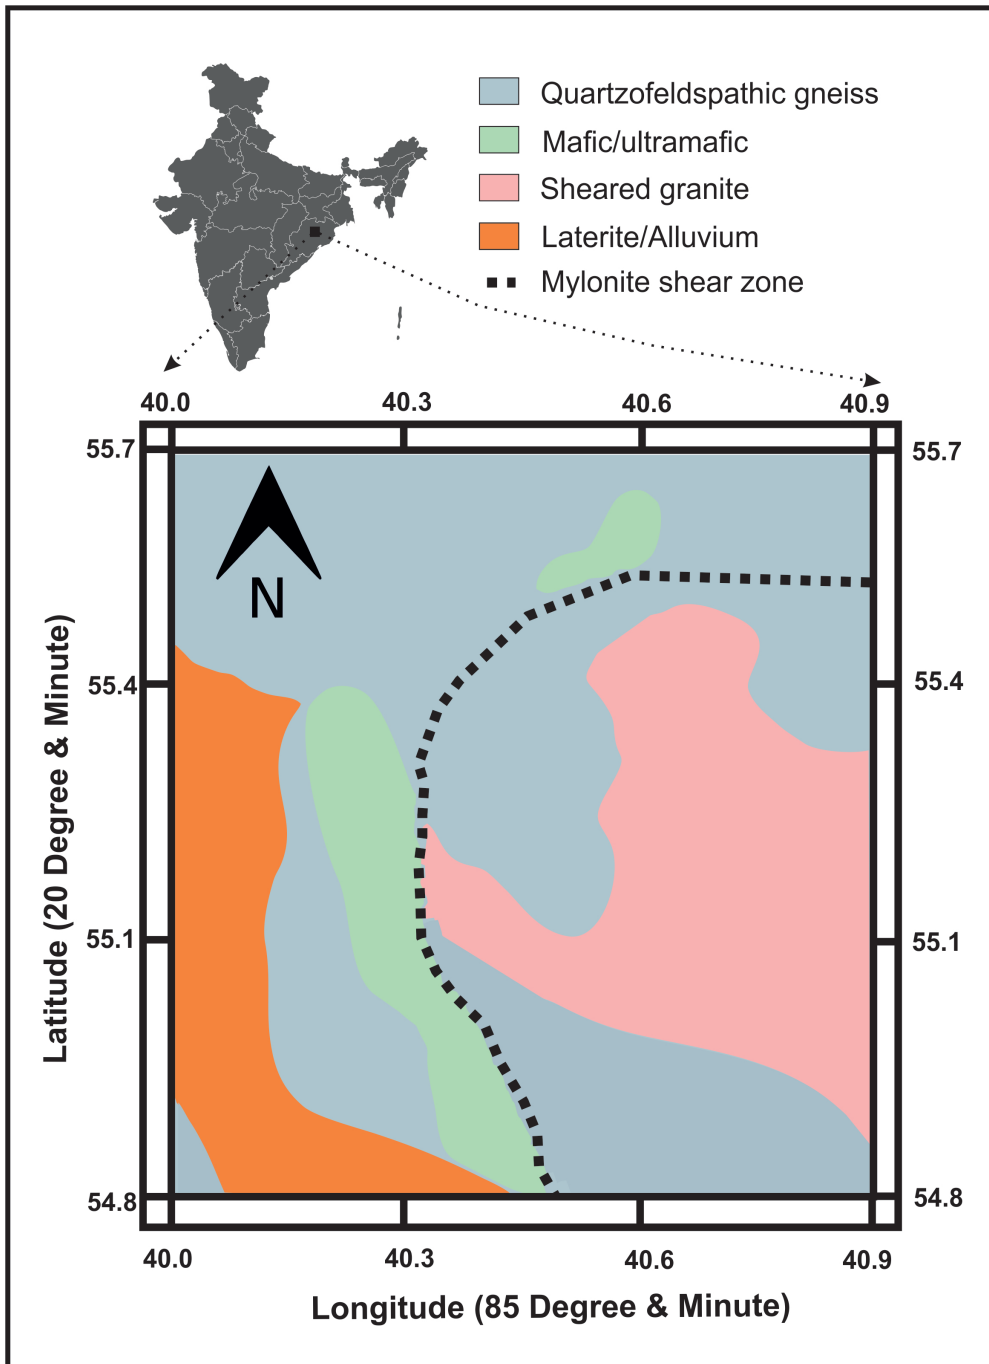 Quartzofeldspathic gneiss
Mafic/ultramafic
Sheared granite
Laterite/Alluvium
Mylonite shear zone
40.0 40.3 40.6 40.9
55.7 55.7
N
55.4 55.4
55.1 55.1
54.8 54.8
40.0 40.3 40.6 40.9
Latitude (20 Degree & Minute)
Longitude (85 Degree & Minute)